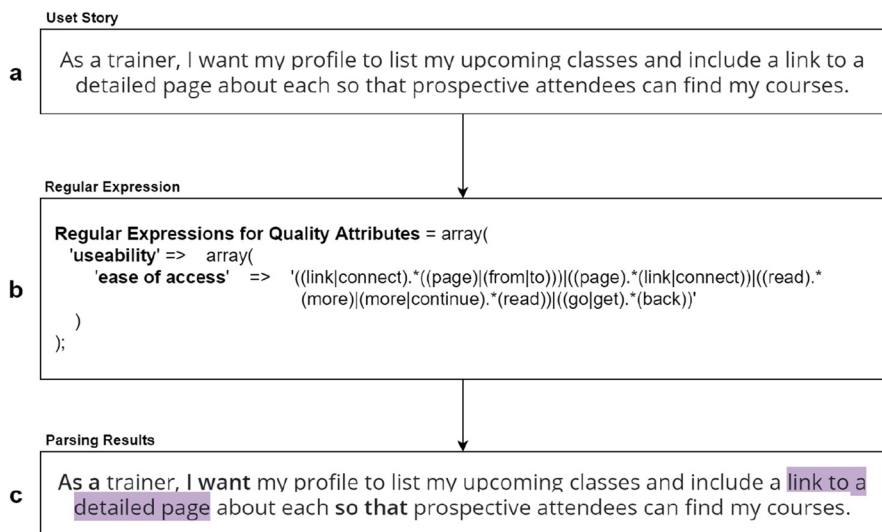 Uset Story
a
As a trainer, I want my profile to list my upcoming classes and include a link to a
detailed page about each so that prospective attendees can find my courses.
Regular Expression
b
Regular Expressions for Quality Attributes = array(
'useability' => array(
'ease of access' => '((link|connect).*((page)|(from|to)))|((page).*(link|connect))|((read).*
(more)|(more|continue).*(read))|((go|get).*(back))'
)
);
Parsing Results
c
As a trainer, I want my profile to list my upcoming classes and include a link to a
detailed page about each so that prospective attendees can find my courses.